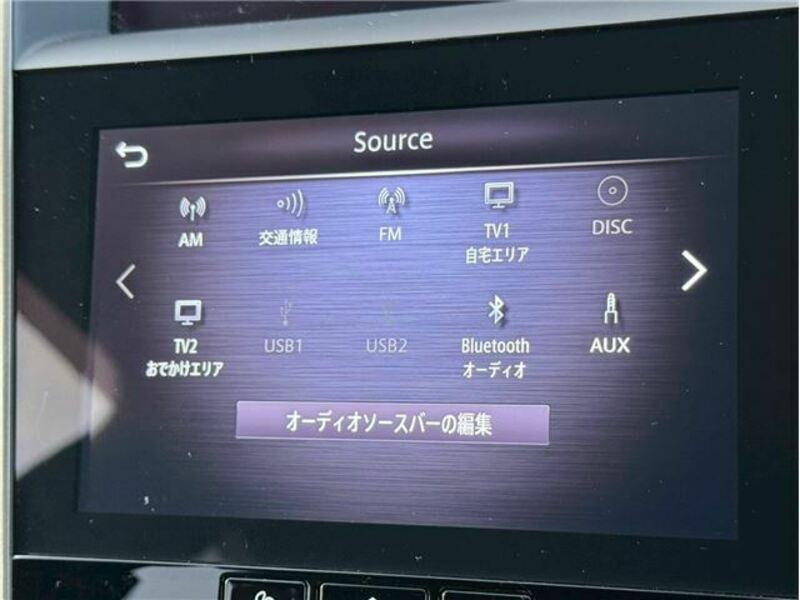 Source
AM
交通情報
FM
TV1
自宅エリア
DISC
TV2
おでかけエリア
USB1
USB2
Bluetooth
オーディオ
AUX
オーディオソースバーの編集